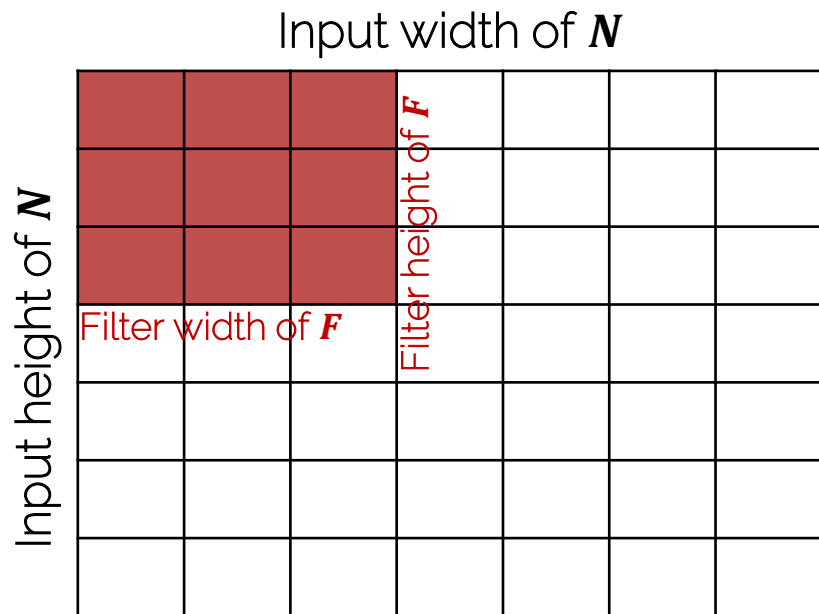 Input width of N
Input height of N
Filter height of F
Filter width of F